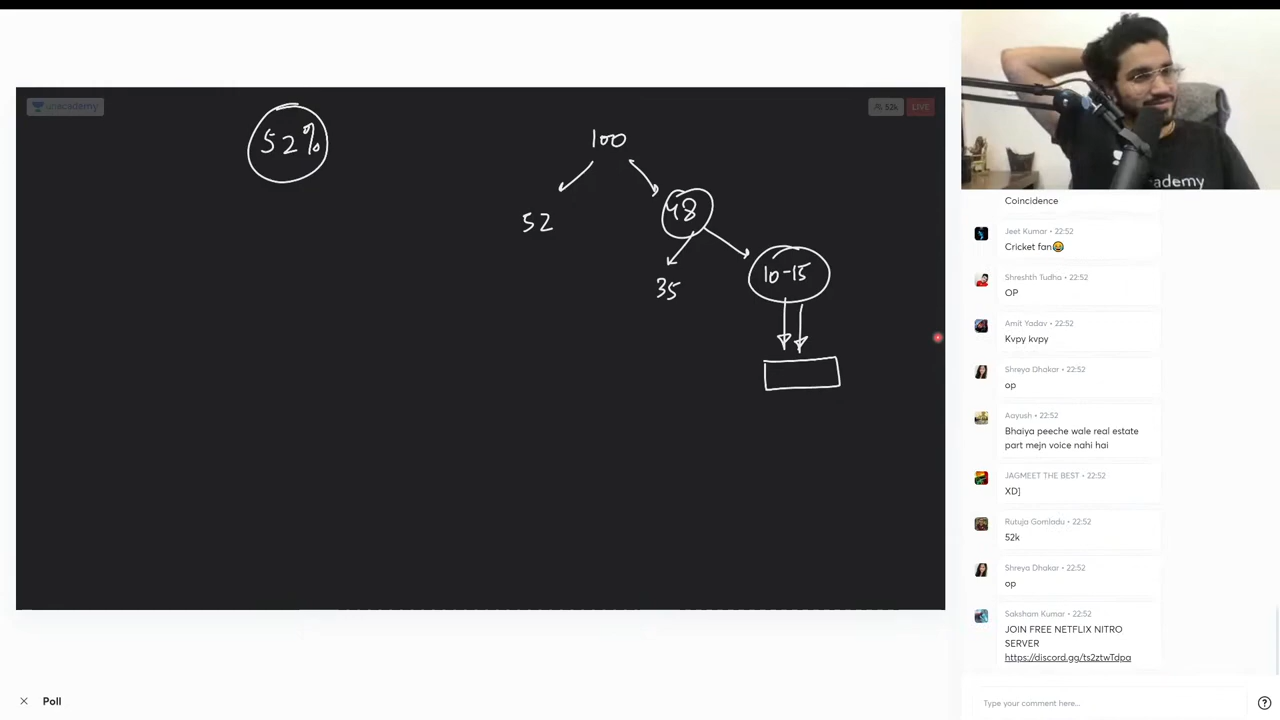 unacademy
52k
LIVE
52%
100
52
48
35
10-15
academy
Coincidence
Jeet Kumar • 22:52
Cricket fan😂
Shreshth Tudha • 22:52
OP
Amit Yadav • 22:52
Kvpy kvpy
Shreya Dhakar • 22:52
op
Aayush • 22:52
Bhaiya peeche wale real estate
part mejn voice nahi hai
JAGMEET THE BEST • 22:52
XD]
Rutuja Gomladu • 22:52
52k
Shreya Dhakar • 22:52
op
Saksham Kumar • 22:52
JOIN FREE NETFLIX NITRO
SERVER
https://discord.gg/ts2ztwTdpa
Poll
Type your comment here...